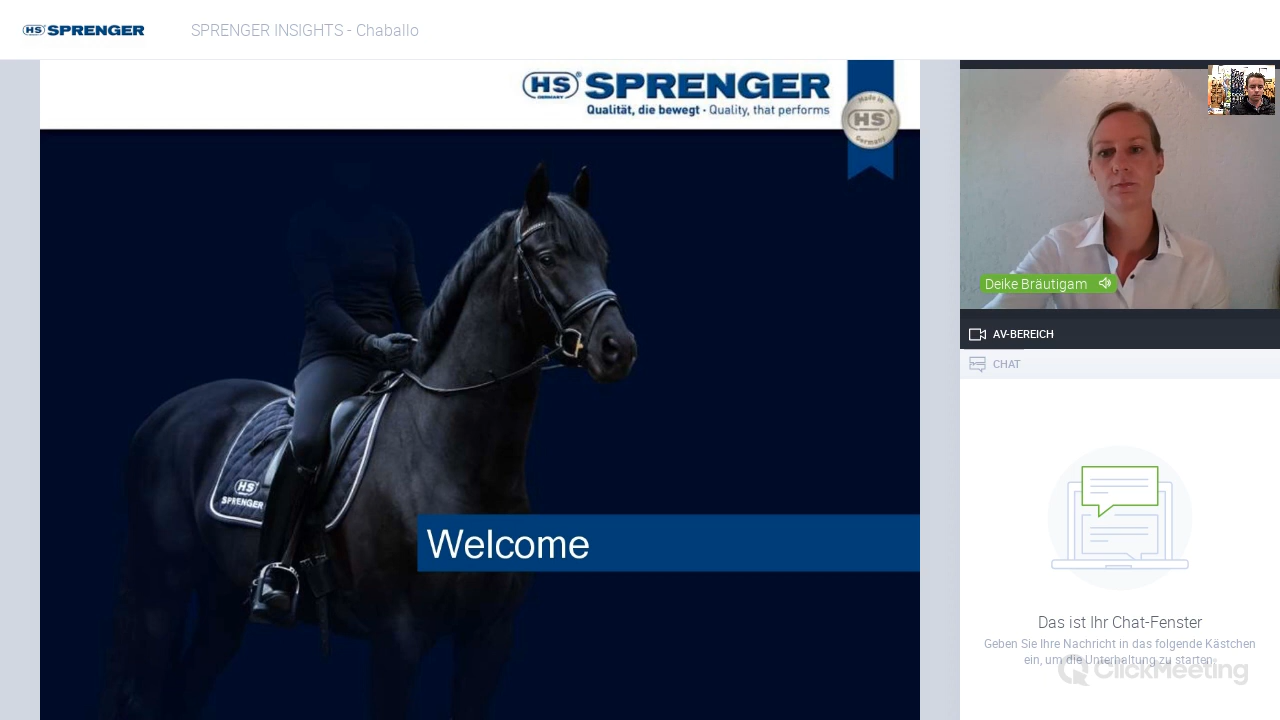 HS SPRENGER
SPRENGER INSIGHTS - Chaballo
HS® SPRENGER
GERMANY
Qualität, die bewegt · Quality, that performs
Made in
HS
Germany
HS
SPRENGER
Welcome
Deike Bräutigam
AV-BEREICH
CHAT
Das ist Ihr Chat-Fenster
Geben Sie Ihre Nachricht in das folgende Kästchen
ein, um die Unterhaltung zu starten.
ClickMeeting